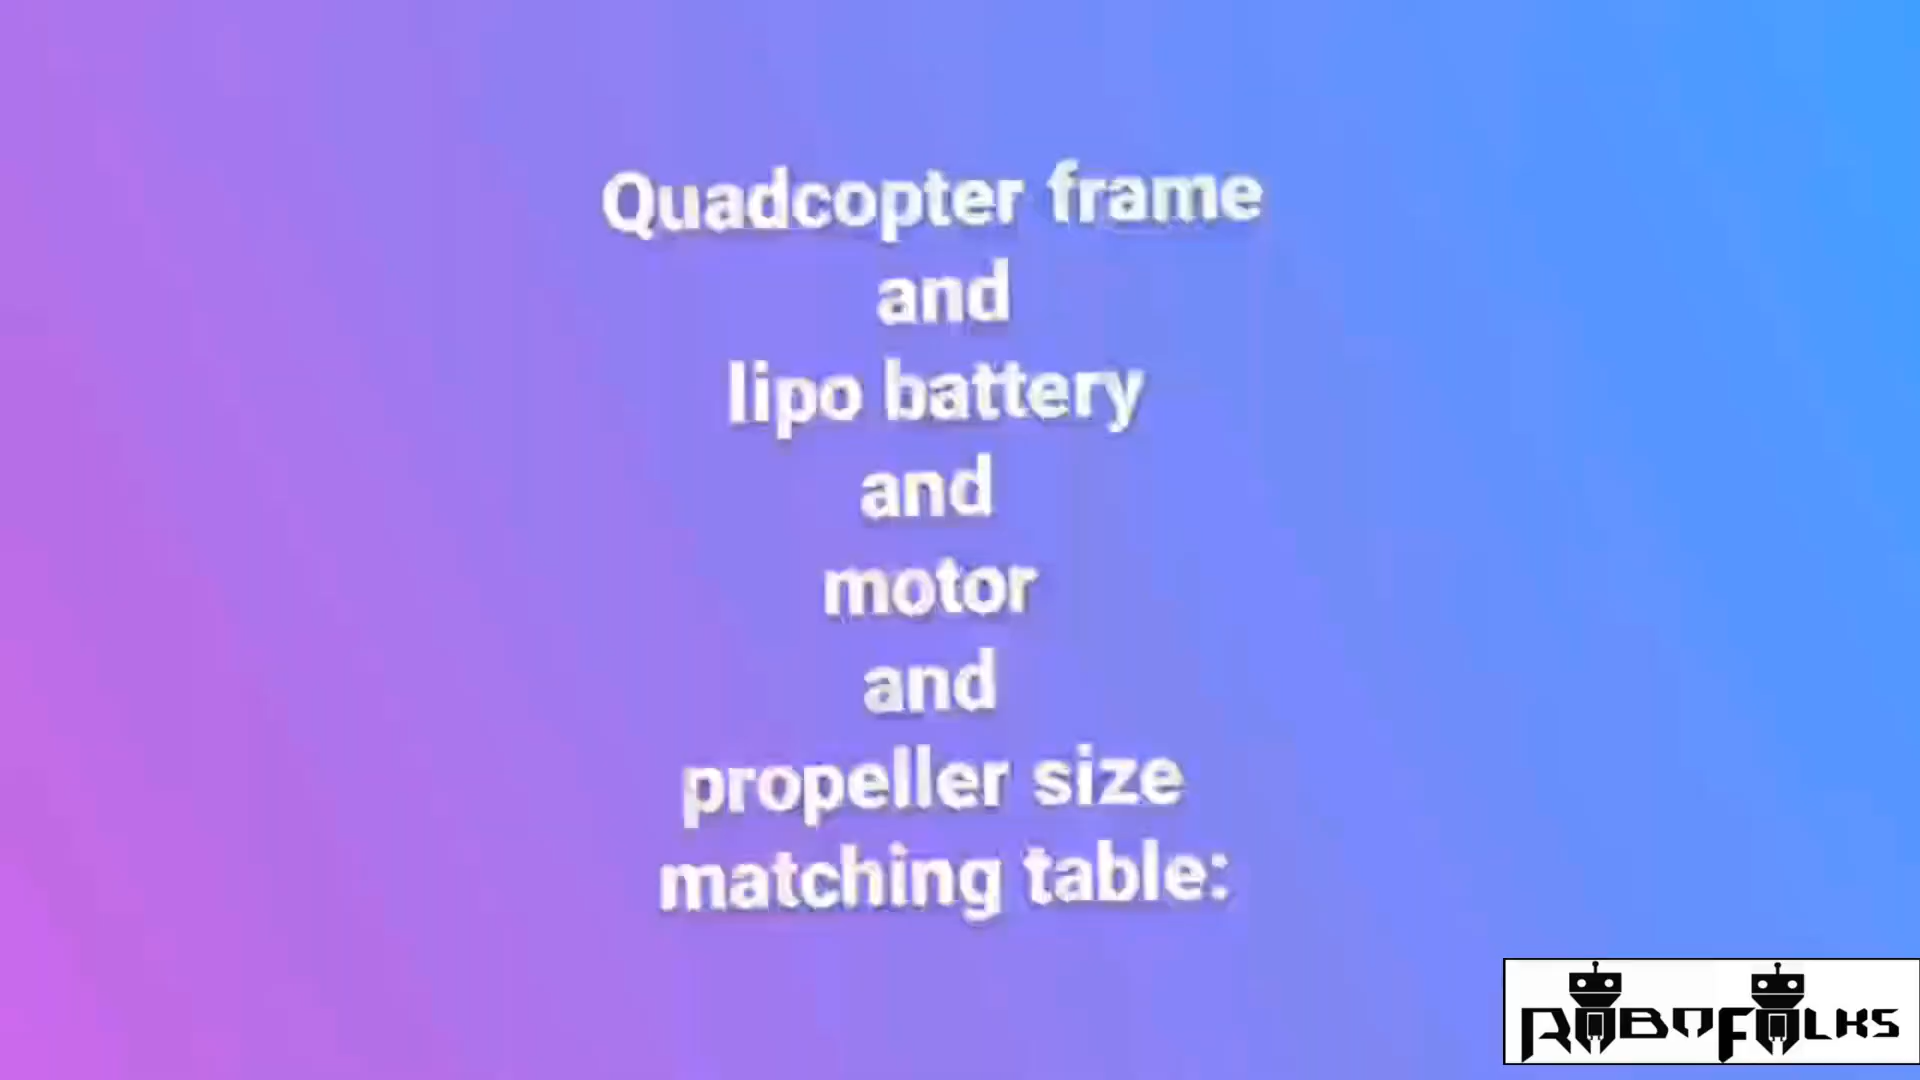 Quadcopter frame
and
lipo battery
and
motor
and
propeller size
matching table:
ROBOFOLKS